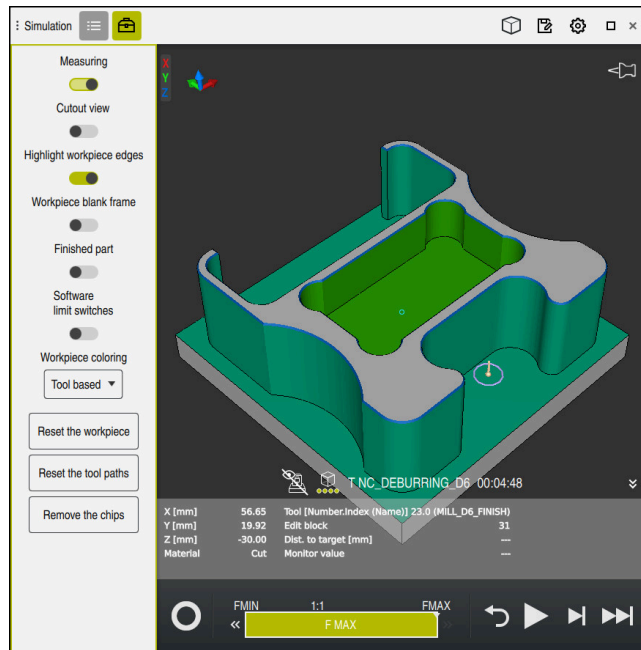 Simulation
Measuring
Cutout view
Highlight workpiece edges
Workpiece blank frame
Finished part
Software
limit switches
Workpiece coloring
Tool based
Reset the workpiece
Reset the tool paths
Remove the chips
X
Y
Z
T NC_DEBURRING_D6 00:04:48
X [mm] 56.65 Tool [Number.Index (Name)] 23.0 (MILL_D6_FINISH)
Y [mm] 19.92 Edit block 31
Z [mm] -30.00 Dist. to target [mm] ---
Material Cut Monitor value ---
FMIN 1:1 FMAX
F MAX